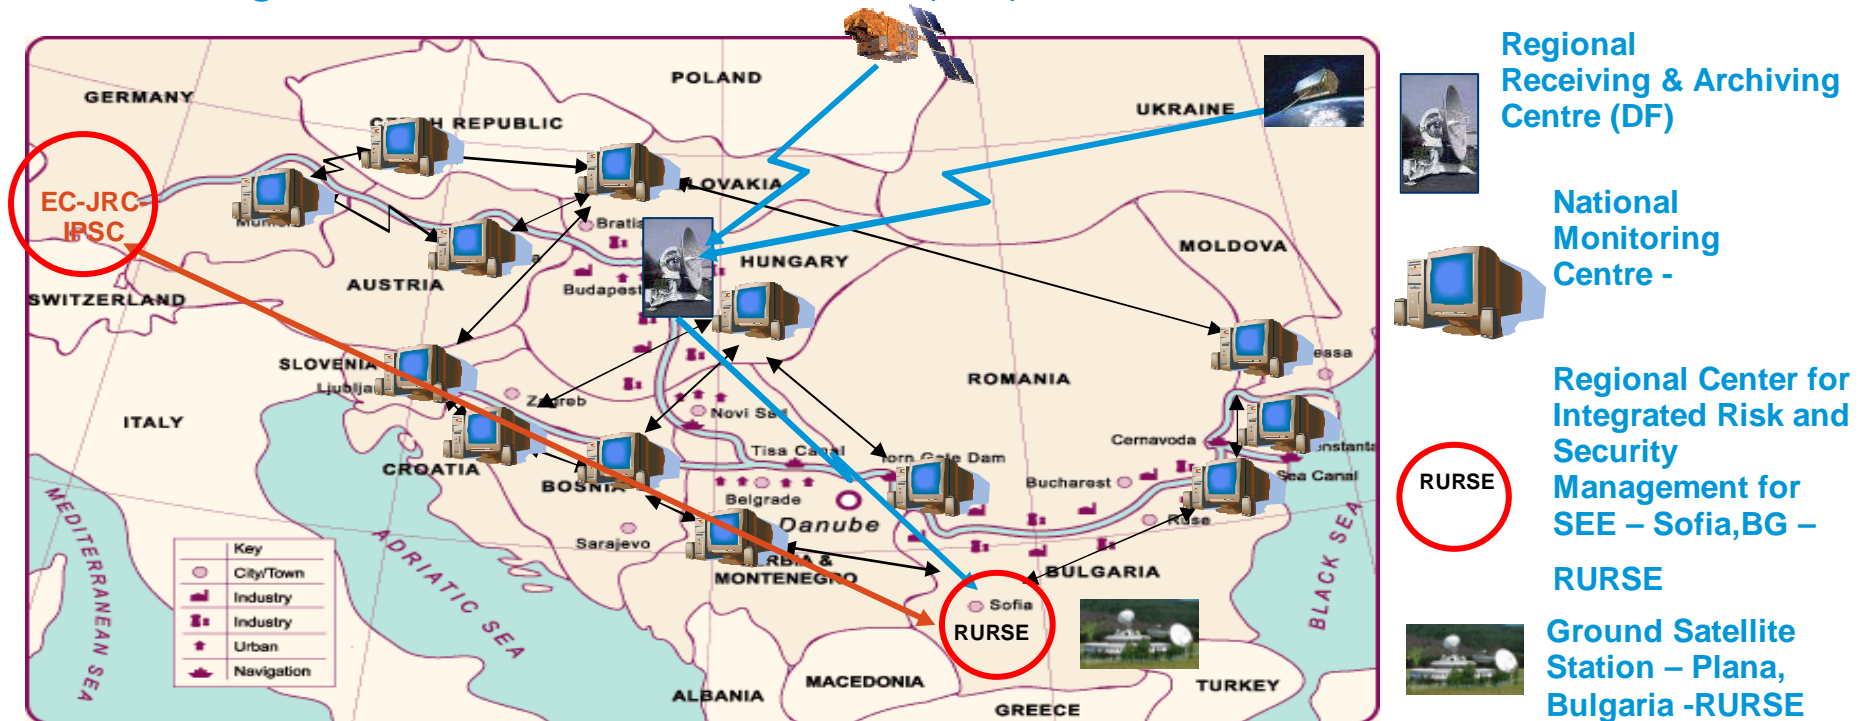 POLAND
GERMANY
UKRAINE
REPUBLIC
EC-JRC-
IPSC
MOLDOVA
HUNGARY
AUSTRIA
Budapest
SWITZERLAND
SLOVENIA
ROMANIA
Zagreb
ITALY
Novi Sad
Cernavoda
Tisa Canal
Gate Dam
CROATIA
BOSNIA
Belgrade
Bucharest
Sea Canal
Danube
Ruse
Sarajevo
MONTENEGRO
BULGARIA
Sofia
RURSE
MEDITERRANEAN SEA
ADRIATIC SEA
BLACK SEA
ALBANIA
MACEDONIA
GREECE
TURKEY
Key
City/Town
Industry
Industry
Urban
Navigation
Regional
Receiving & Archiving
Centre (DF)
National
Monitoring
Centre -
RURSE
Regional Center for
Integrated Risk and
Security
Management for
SEE – Sofia,BG –
RURSE
Ground Satellite
Station – Plana,
Bulgaria -RURSE